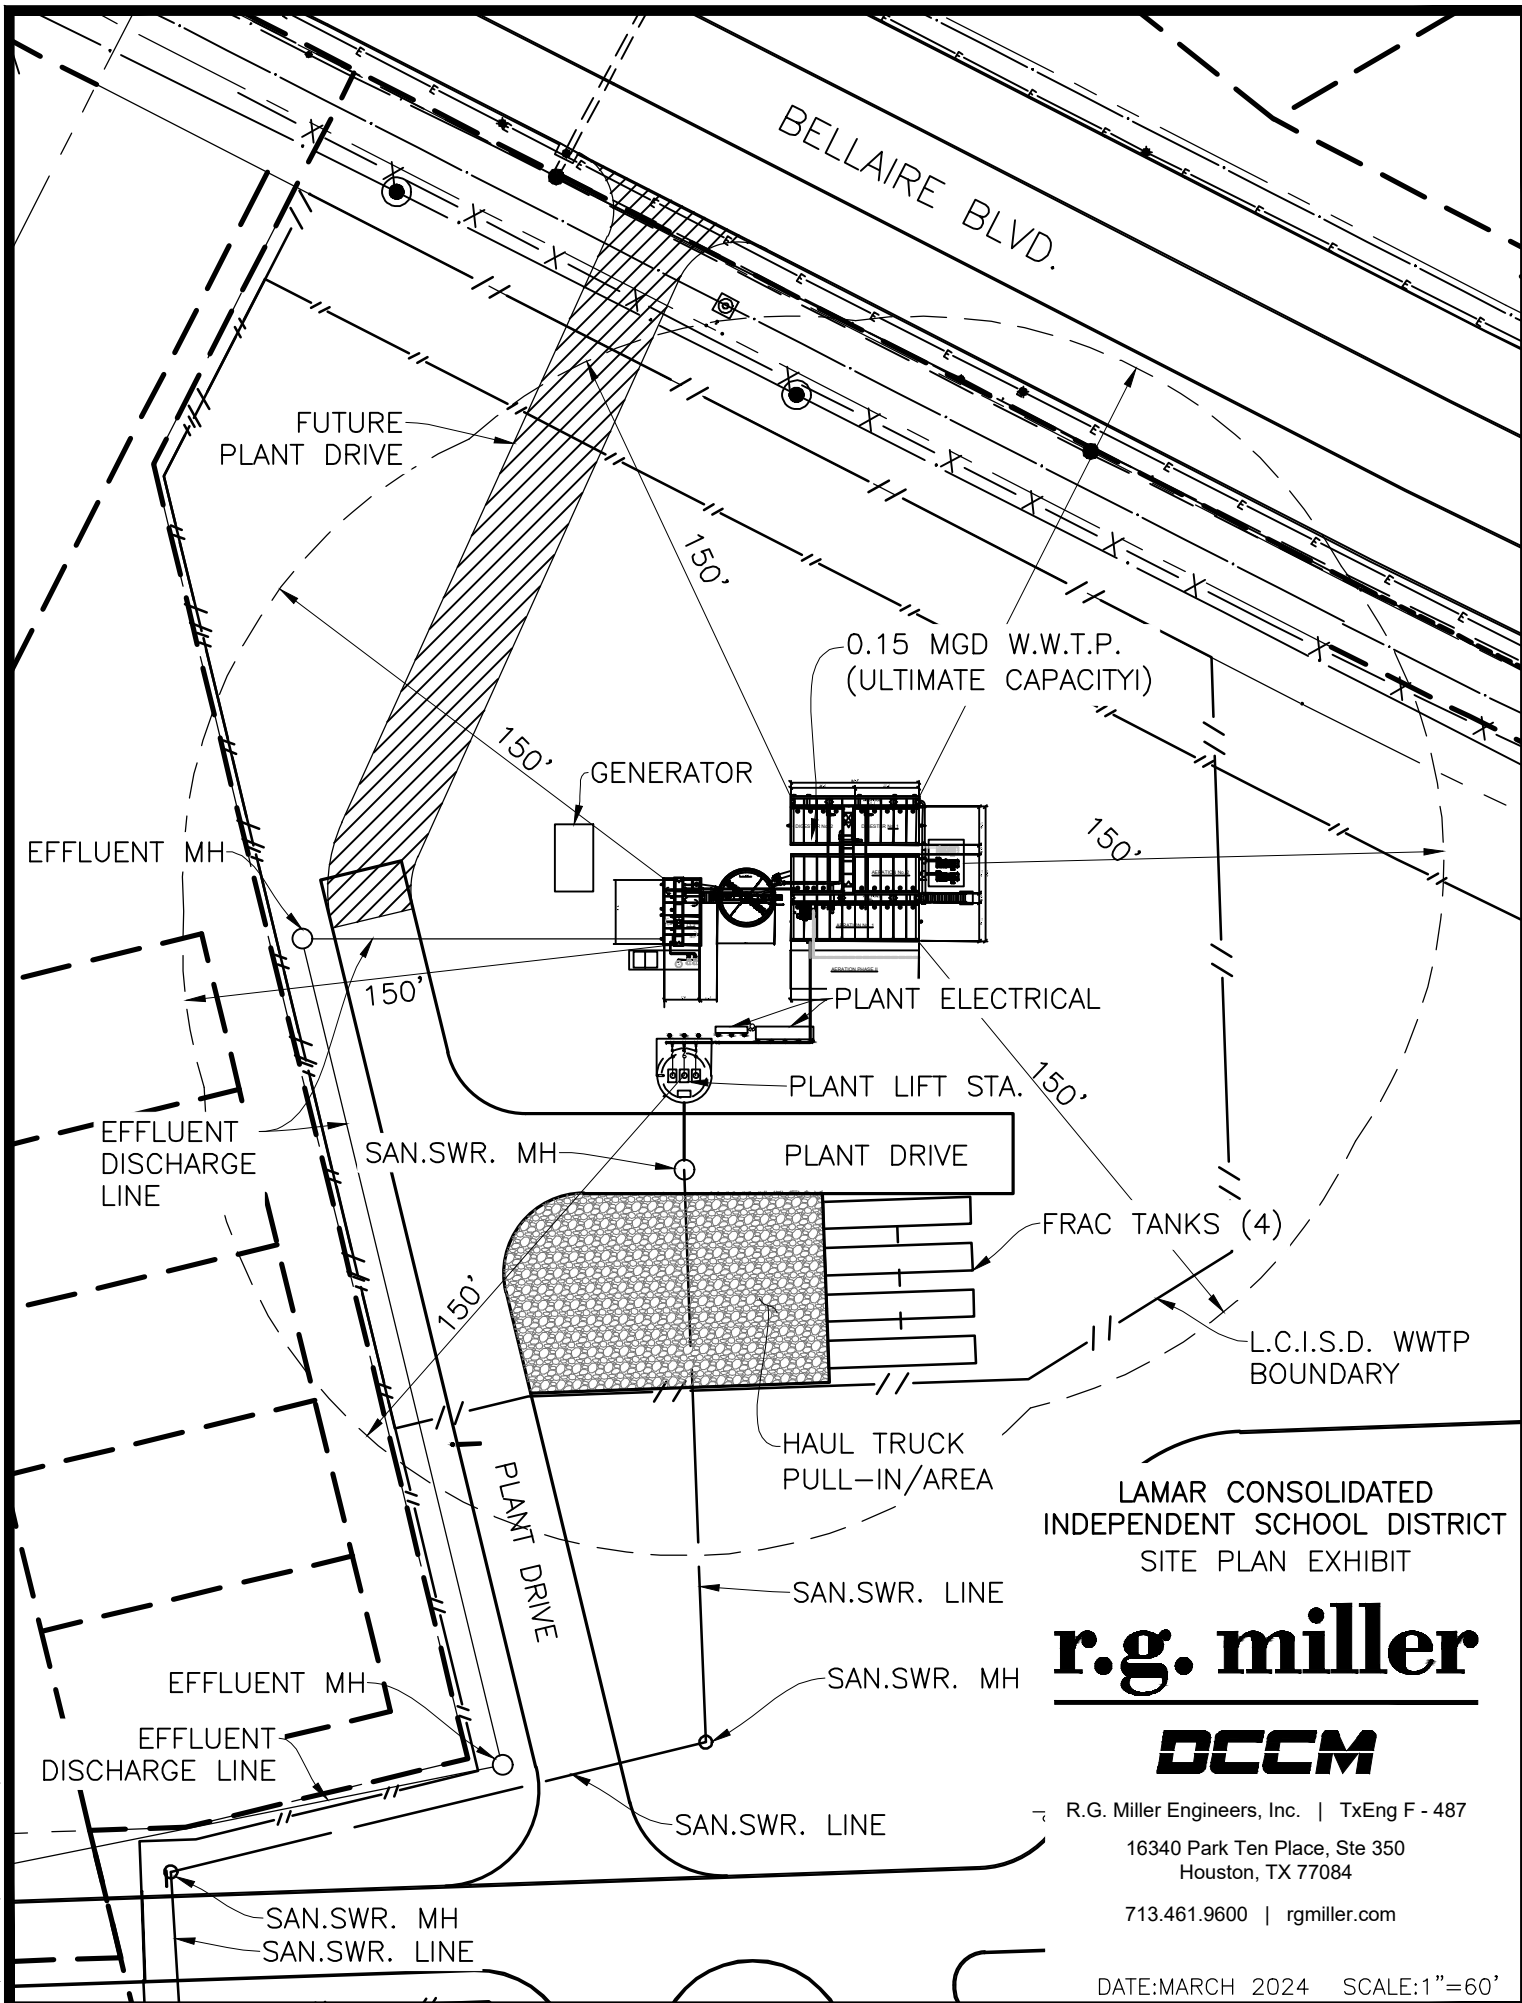 BELLAIRE BLVD.
FUTURE
PLANT DRIVE
150'
0.15 MGD W.W.T.P.
(ULTIMATE CAPACITYI)
150'
GENERATOR
EFFLUENT MH
150'
150'
PLANT ELECTRICAL
AERATION PHASE II
PLANT LIFT STA.
150'
EFFLUENT
DISCHARGE
LINE
SAN.SWR. MH
PLANT DRIVE
FRAC TANKS (4)
150'
L.C.I.S.D. WWTP
BOUNDARY
HAUL TRUCK
PULL-IN/AREA
PLANT DRIVE
LAMAR CONSOLIDATED
INDEPENDENT SCHOOL DISTRICT
SITE PLAN EXHIBIT
SAN.SWR. LINE
r.g. miller
EFFLUENT MH
SAN.SWR. MH
EFFLUENT
DISCHARGE LINE
DCCM
SAN.SWR. LINE
R.G. Miller Engineers, Inc. | TxEng F - 487
16340 Park Ten Place, Ste 350
Houston, TX 77084
713.461.9600 | rgmiller.com
SAN.SWR. MH
SAN.SWR. LINE
DATE:MARCH 2024 SCALE:1"=60'